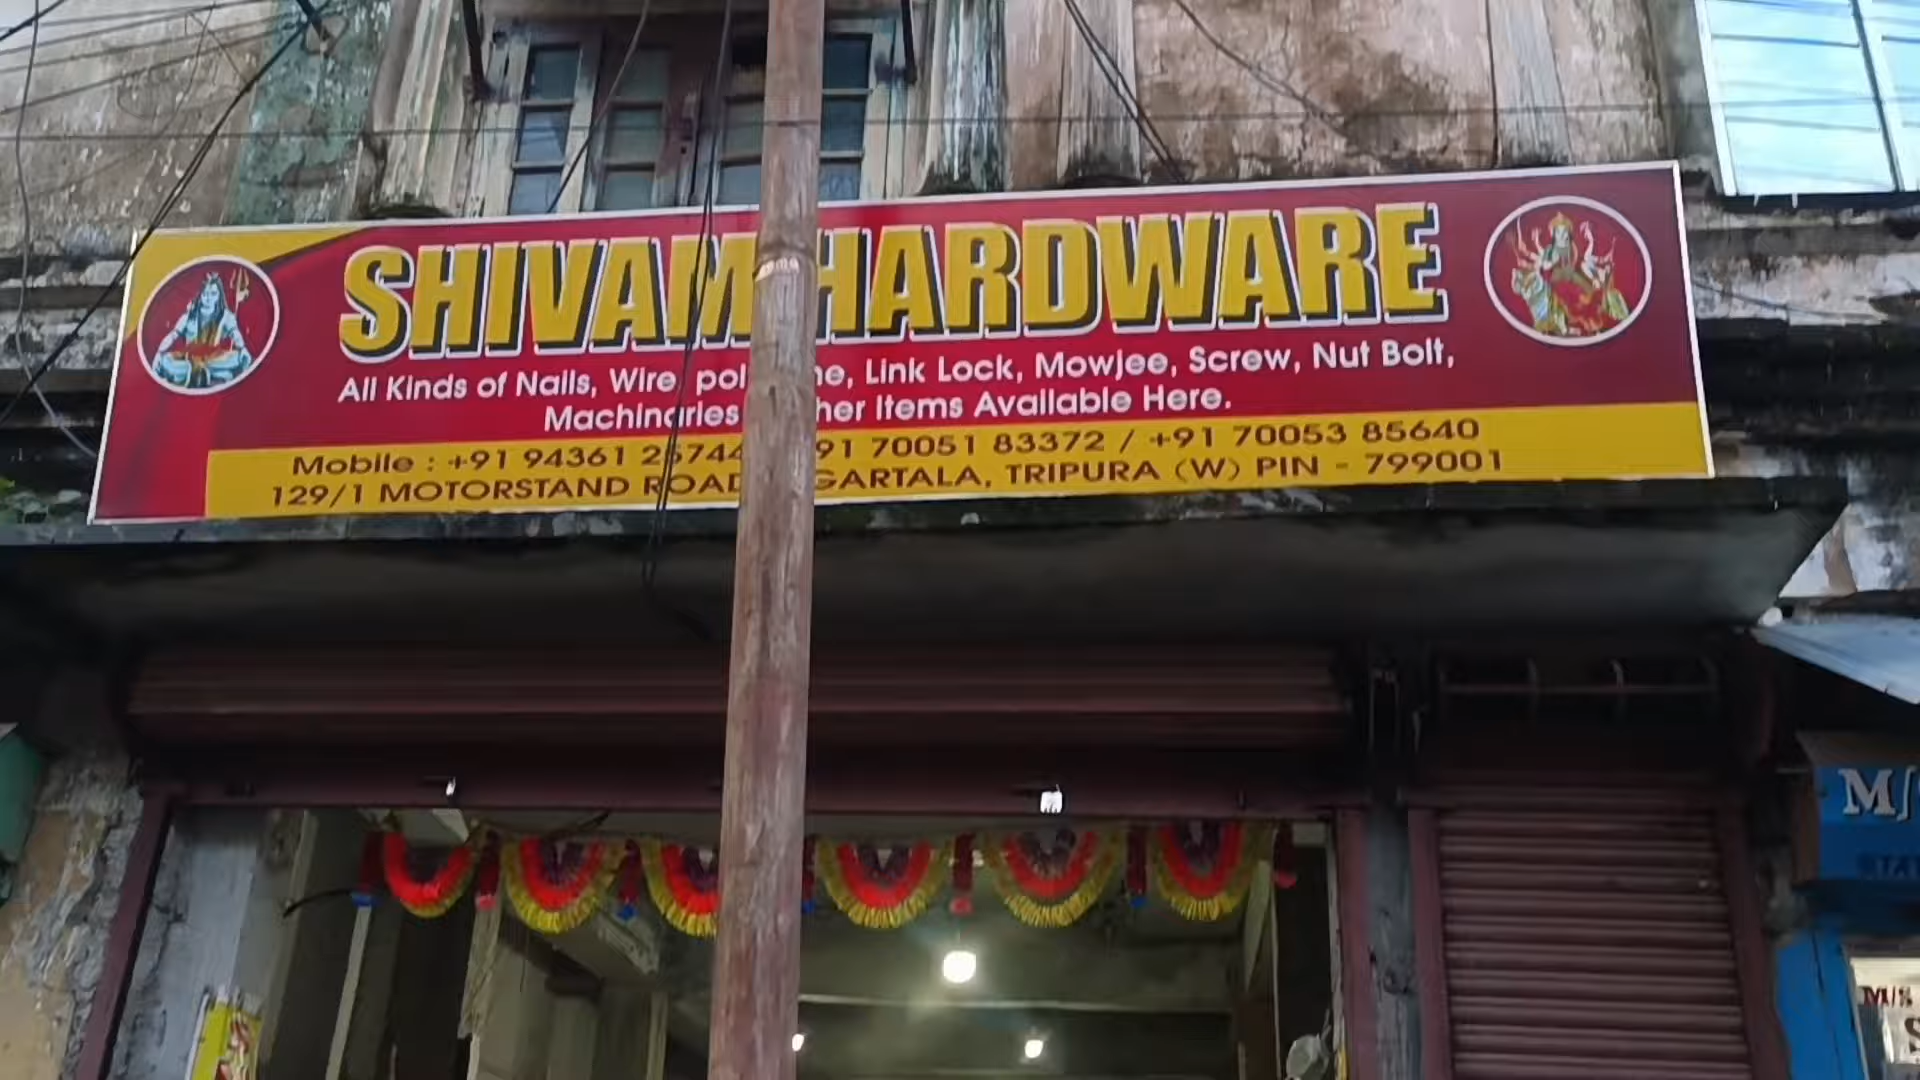 SHIVAM HARDWARE
All Kinds of Nails, Wire, Link Lock, Mowjee, Screw, Nut Bolt,
Machinaries Items Available Here.
Mobile : +91 94361 25744 91 70051 83372 / +91 70053 85640
129/1 MOTORSTAND ROAD GARTALA, TRIPURA (W) PIN - 799001
M/
M/S